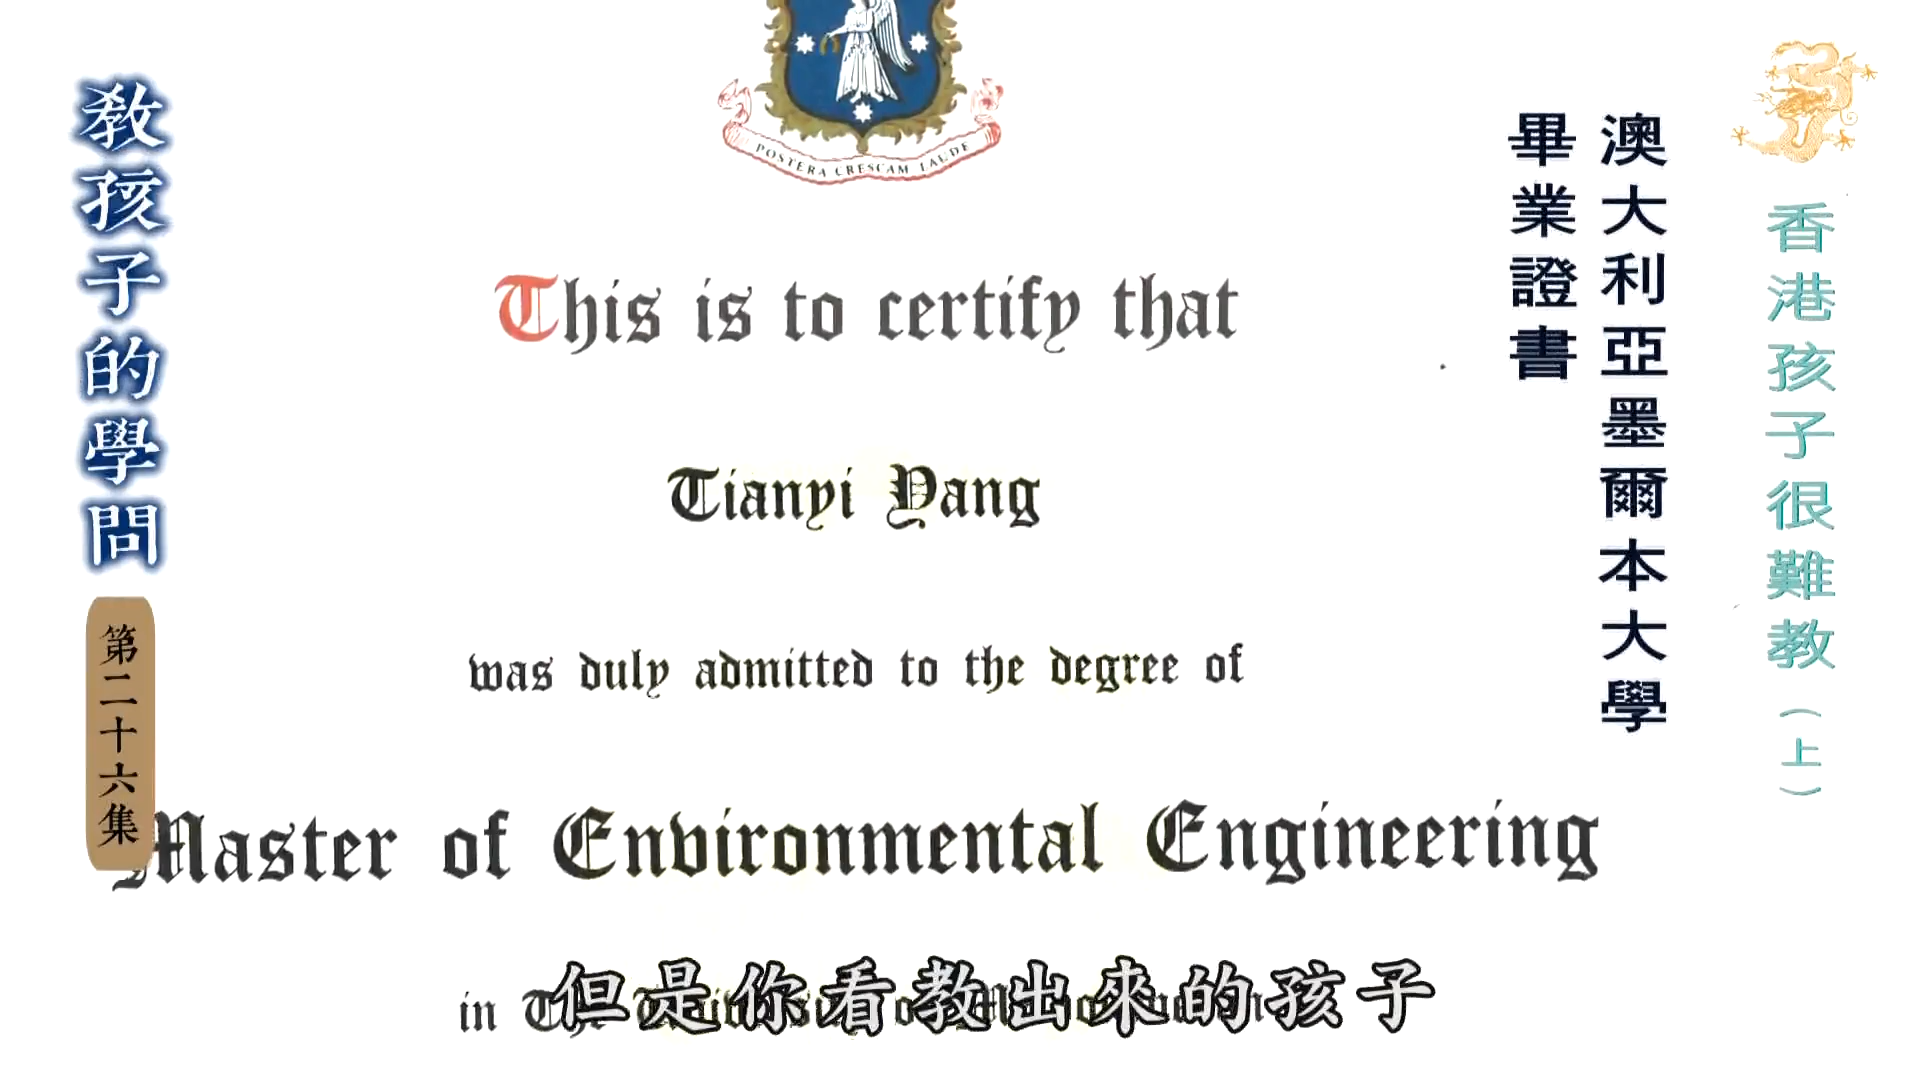 教孩子的學問
第二十六集
POSTERA CRESCAM LAUDE
This is to certify that
Tianyi Yang
was duly admitted to the degree of
Master of Environmental Engineering
in The
但是你看教出來的孩子
澳大利亞墨爾本大學
畢業證書
香港孩子很難教(上)